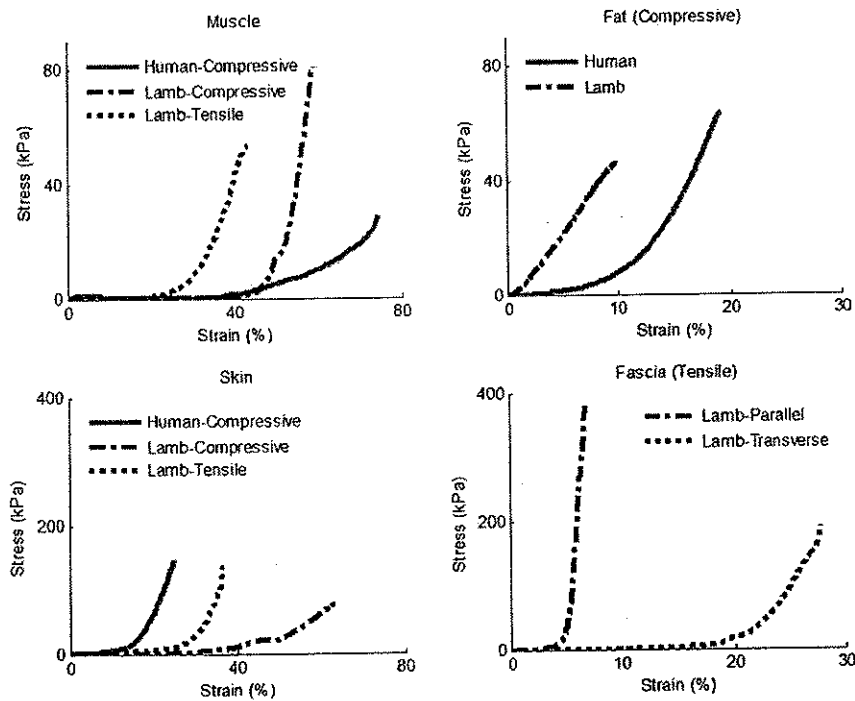 Muscle
Human-Compressive
Lamb-Compressive
Lamb-Tensile
80
40
0
Stress (kPa)
0 40 80
Strain (%)
Fat (Compressive)
Human
Lamb
80
40
0
Stress (kPa)
0 10 20 30
Strain (%)
Skin
Human-Compressive
Lamb-Compressive
Lamb-Tensile
400
200
0
Stress (kPa)
0 40 80
Strain (%)
Fascia (Tensile)
Lamb-Parallel
Lamb-Transverse
400
200
0
Stress (kPa)
0 10 20 30
Strain (%)